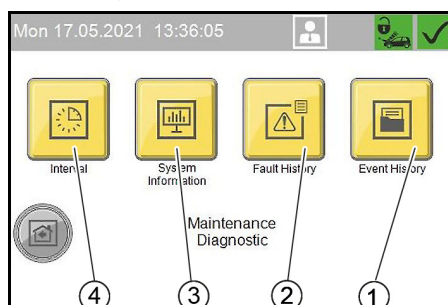 Mon 17.05.2021 13:36:05
Interval
System
Information
Fault History
Event History
Maintenance
Diagnostic
4
3
2
1